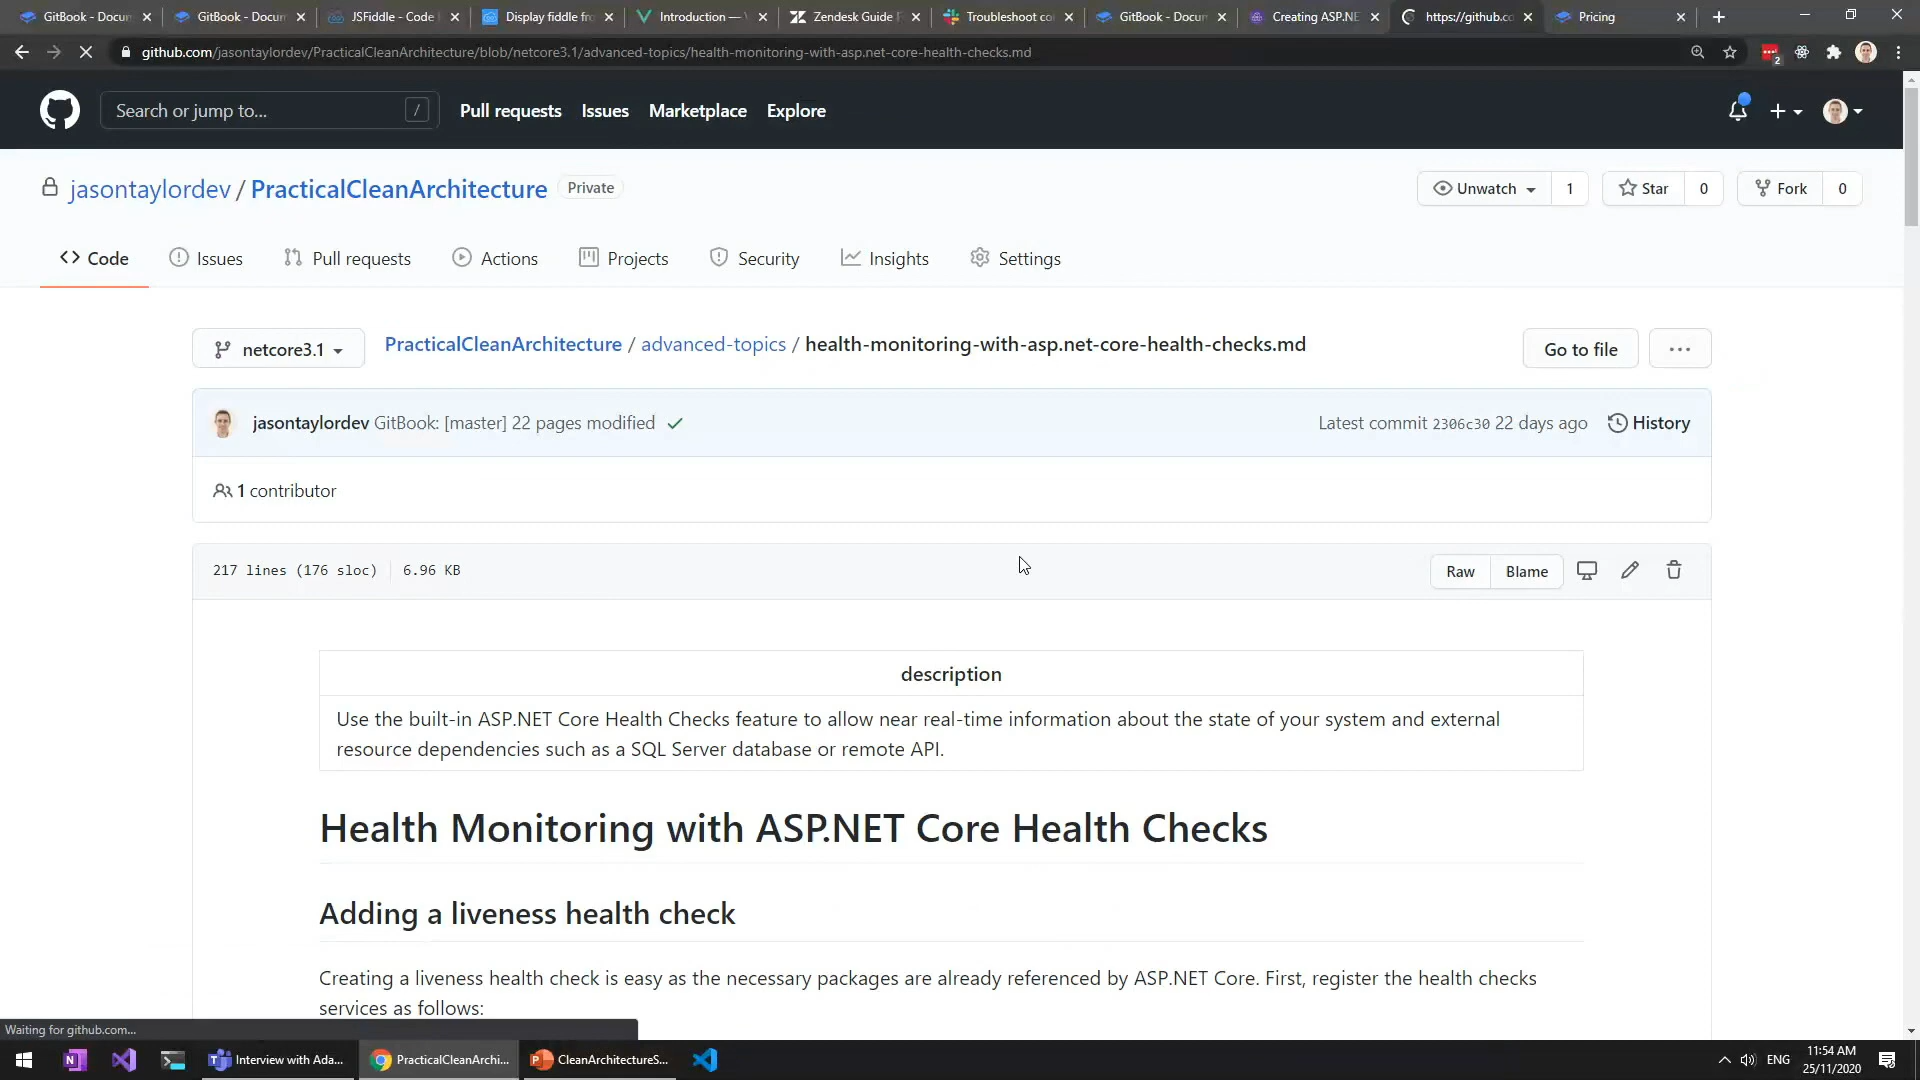 GitBook - Docum
GitBook - Docum
JSFiddle - Code
Display fiddle fro
Introduction —
Zendesk Guide
Troubleshoot co
GitBook - Docum
Creating ASP.NE
https://github.co
Pricing
github.com/jasontaylordev/PracticalCleanArchitecture/blob/netcore3.1/advanced-topics/health-monitoring-with-asp.net-core-health-checks.md
2
Search or jump to... /
Pull requests Issues Marketplace Explore
jasontaylordev / PracticalCleanArchitecture Private
Unwatch 1 Star 0 Fork 0
Code Issues Pull requests Actions Projects Security Insights Settings
netcore3.1 PracticalCleanArchitecture / advanced-topics / health-monitoring-with-asp.net-core-health-checks.md Go to file ...
jasontaylordev GitBook: [master] 22 pages modified Latest commit 2306c30 22 days ago History
1 contributor
217 lines (176 sloc) 6.96 KB Raw Blame
description
Use the built-in ASP.NET Core Health Checks feature to allow near real-time information about the state of your system and external
resource dependencies such as a SQL Server database or remote API.
Health Monitoring with ASP.NET Core Health Checks
Adding a liveness health check
Creating a liveness health check is easy as the necessary packages are already referenced by ASP.NET Core. First, register the health checks
services as follows:
Waiting for github.com...
Interview with Ada... PracticalCleanArchi... CleanArchitectureS... ENG 11:54 AM
25/11/2020